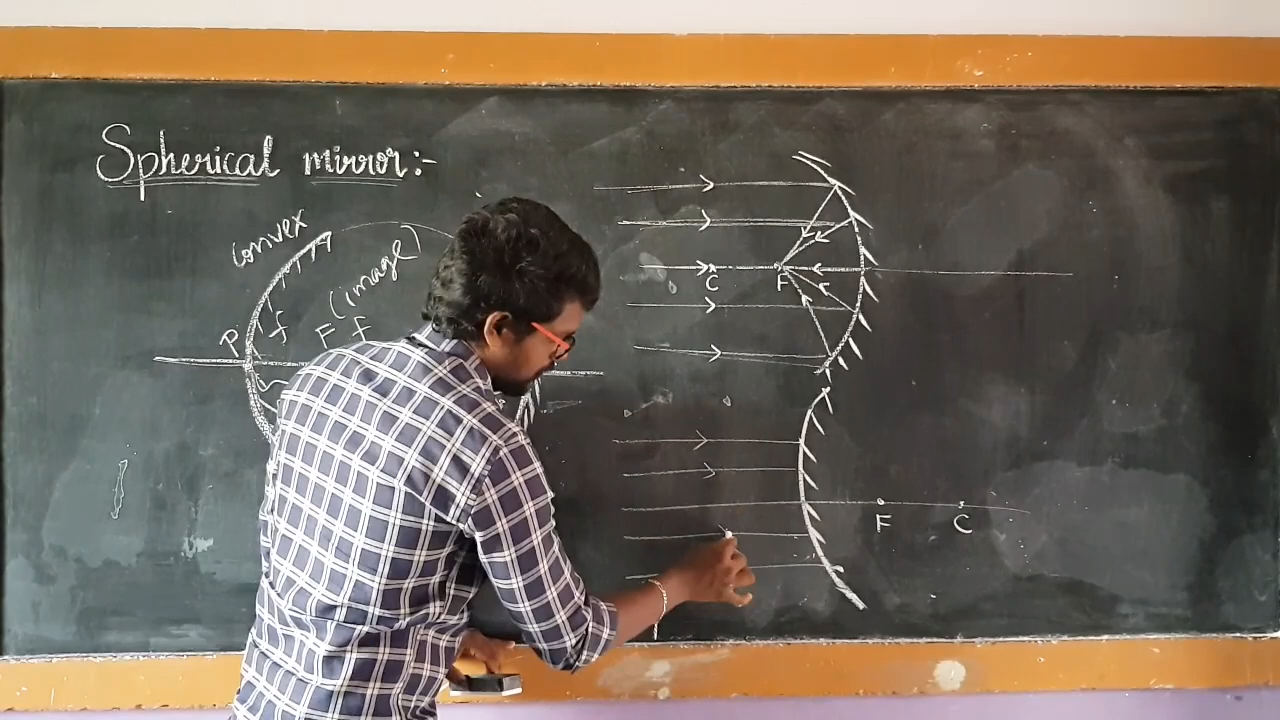 Spherical mirror:-
convex
(image)
P f F f
C F
F C